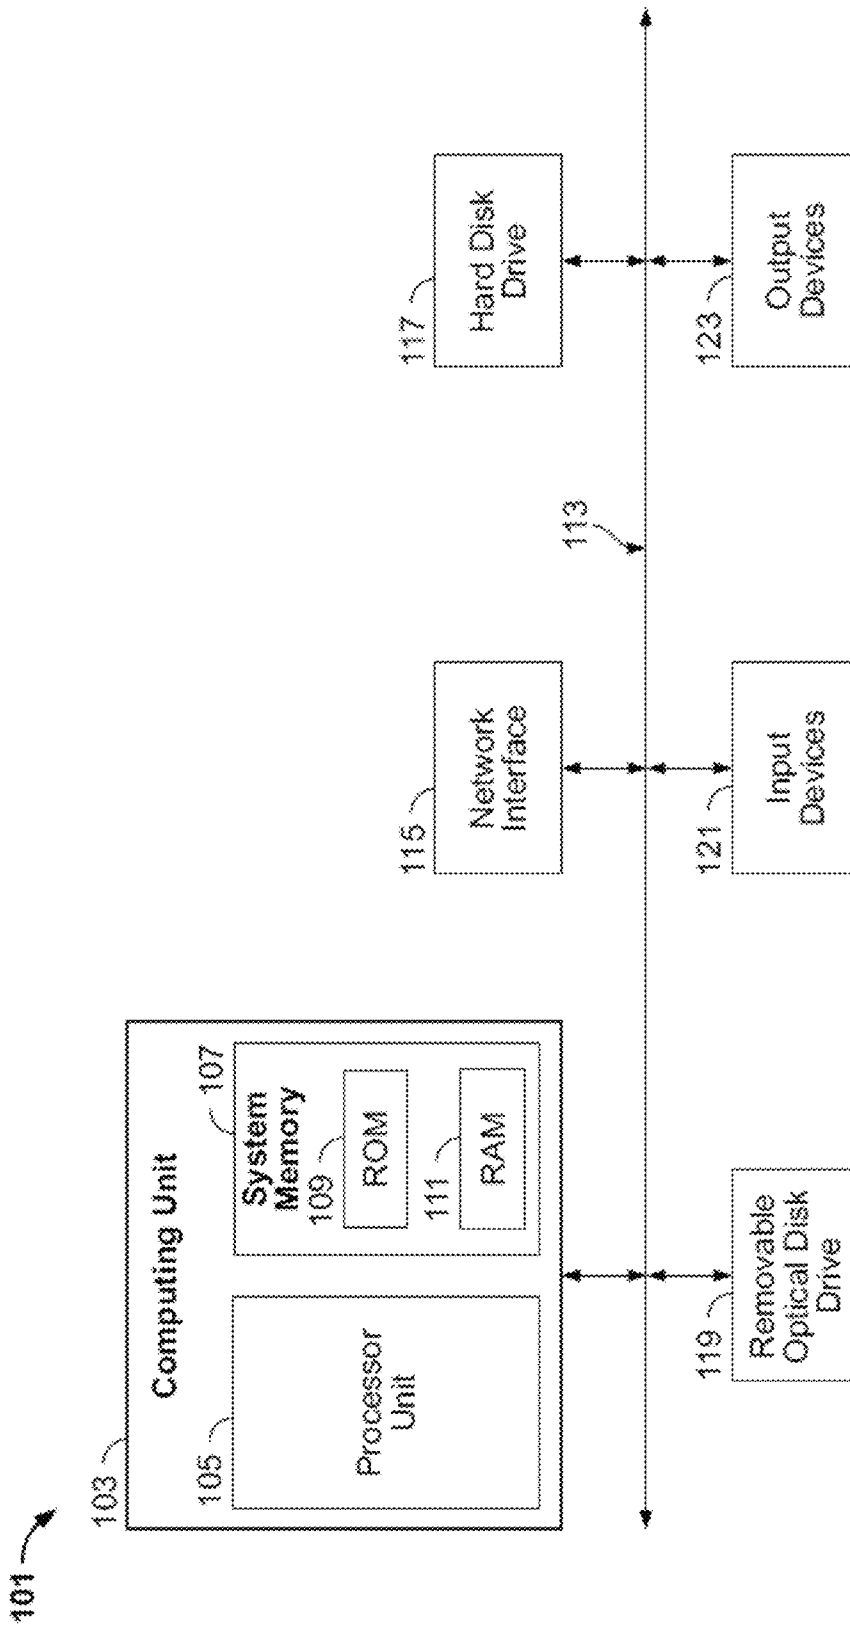 101
103
Computing Unit
105
Processor
Unit
107
System
Memory
109
ROM
111
RAM
115
Network
Interface
117
Hard Disk
Drive
113
119
Removable
Optical Disk
Drive
121
Input
Devices
123
Output
Devices